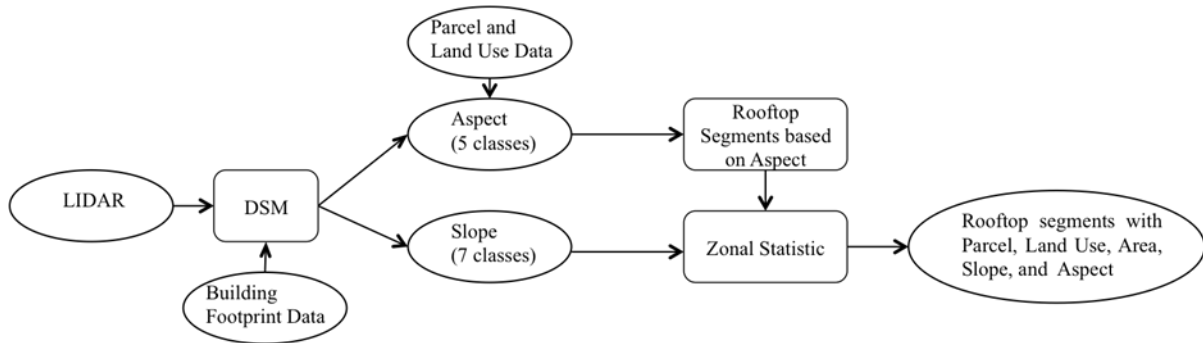 Parcel and
Land Use Data
Aspect
(5 classes)
Rooftop
Segments based
on Aspect
LIDAR
DSM
Slope
(7 classes)
Zonal Statistic
Rooftop segments with
Parcel, Land Use, Area,
Slope, and Aspect
Building
Footprint Data